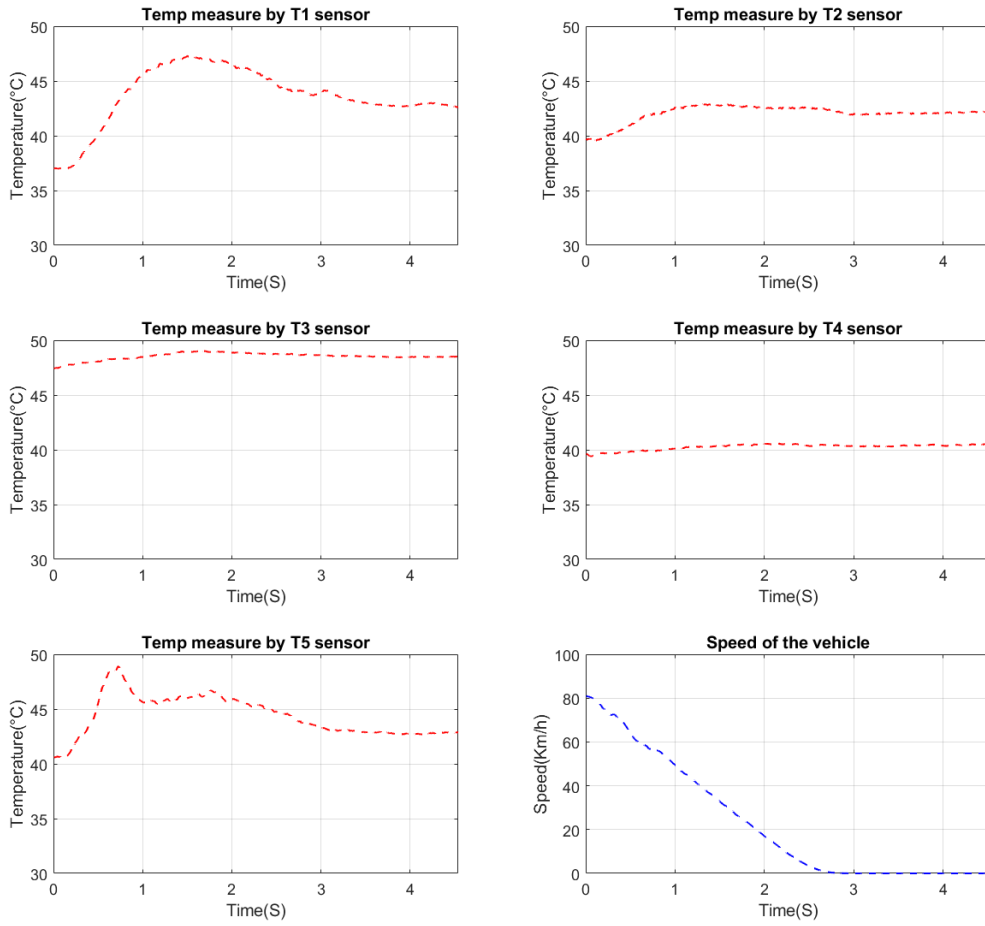 Temp measure by T1 sensor
50
45
40
35
30
Temperature(°C)
0 1 2 3 4
Time(S)
Temp measure by T2 sensor
50
45
40
35
30
Temperature(°C)
0 1 2 3 4
Time(S)
Temp measure by T3 sensor
50
45
40
35
30
Temperature(°C)
0 1 2 3 4
Time(S)
Temp measure by T4 sensor
50
45
40
35
30
Temperature(°C)
0 1 2 3 4
Time(S)
Temp measure by T5 sensor
50
45
40
35
30
Temperature(°C)
0 1 2 3 4
Time(S)
Speed of the vehicle
100
80
60
40
20
0
Speed(Km/h)
0 1 2 3 4
Time(S)